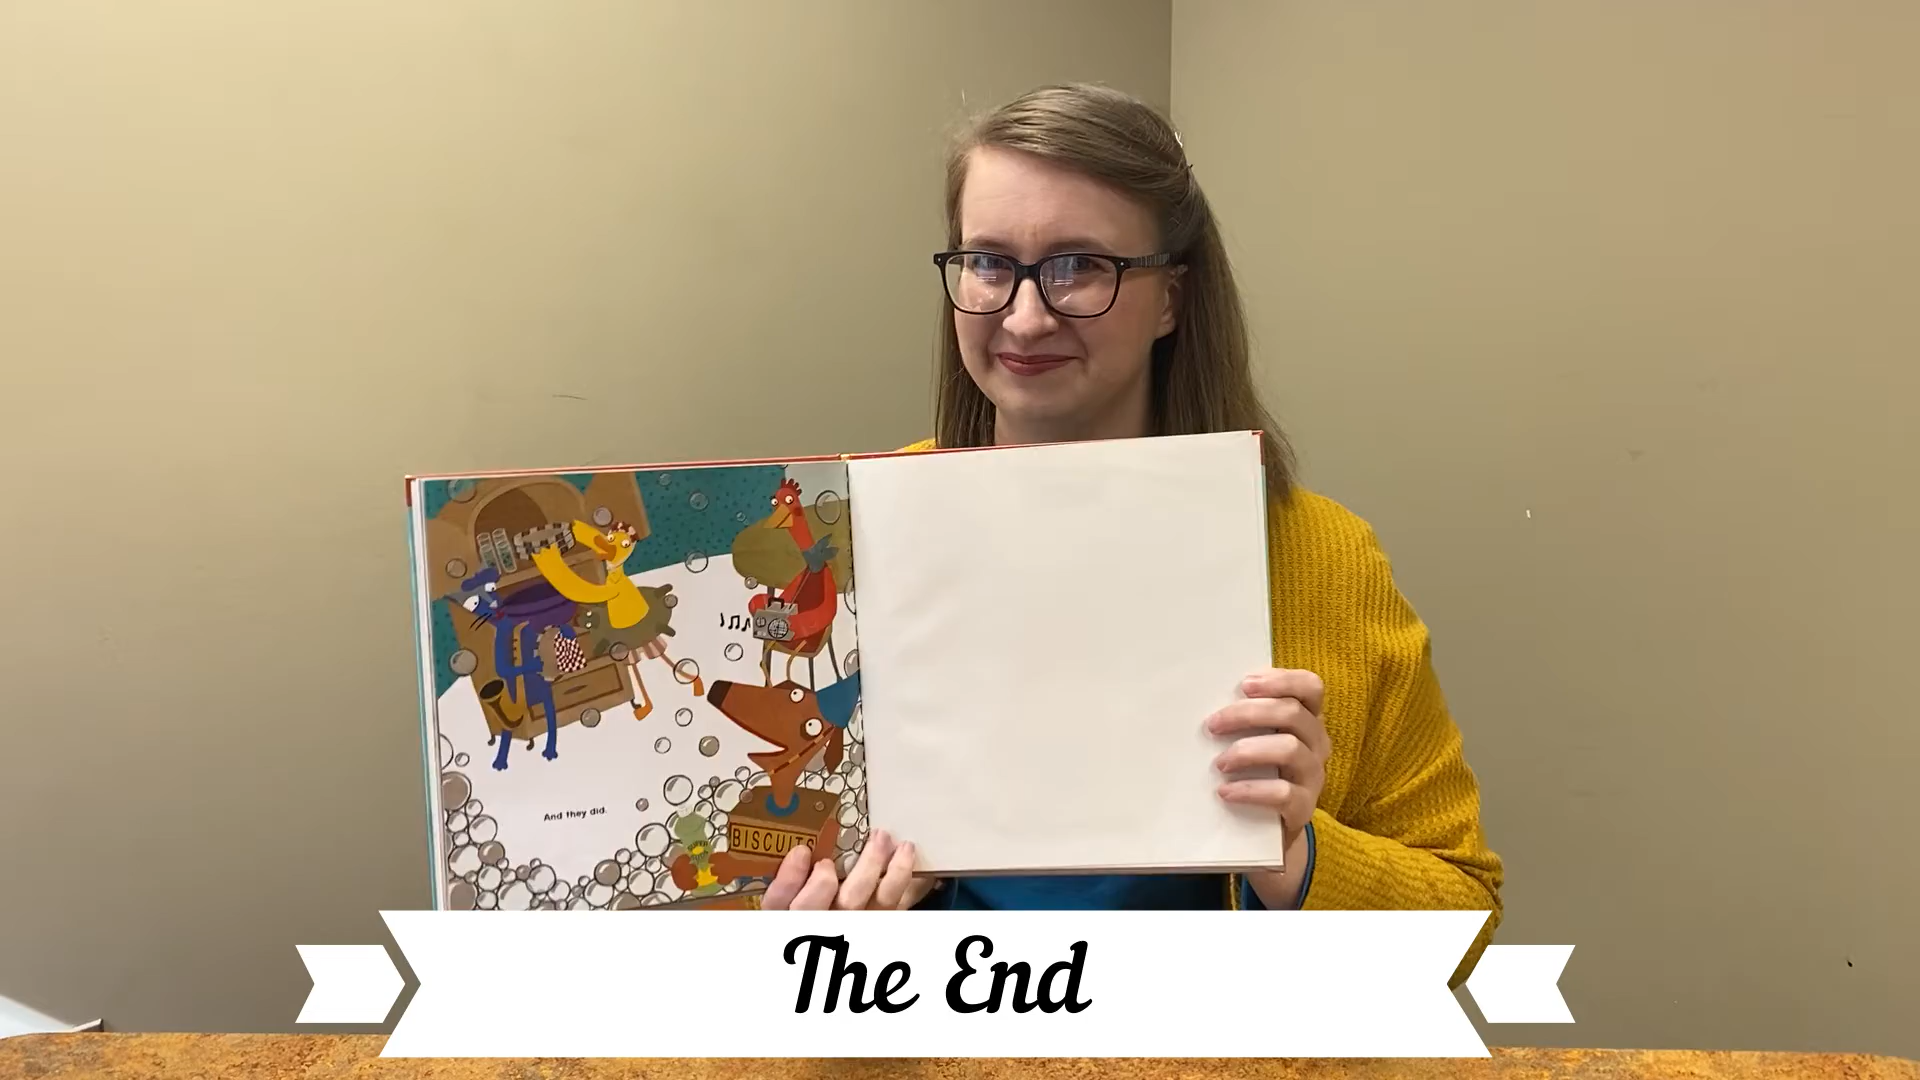 And they did.
BISCUITS
The End